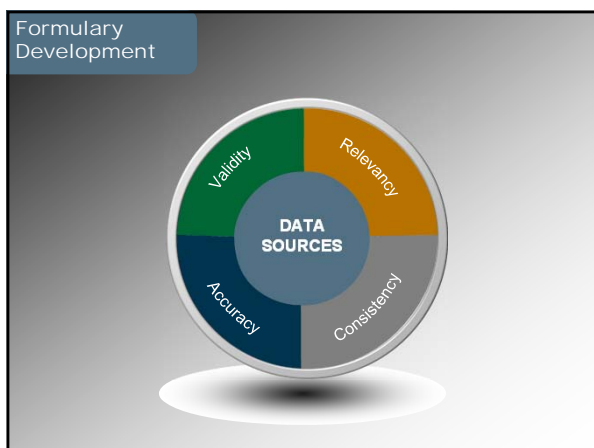 Formulary
Development
Validity
Relevancy
DATA
SOURCES
Accuracy
Consistency